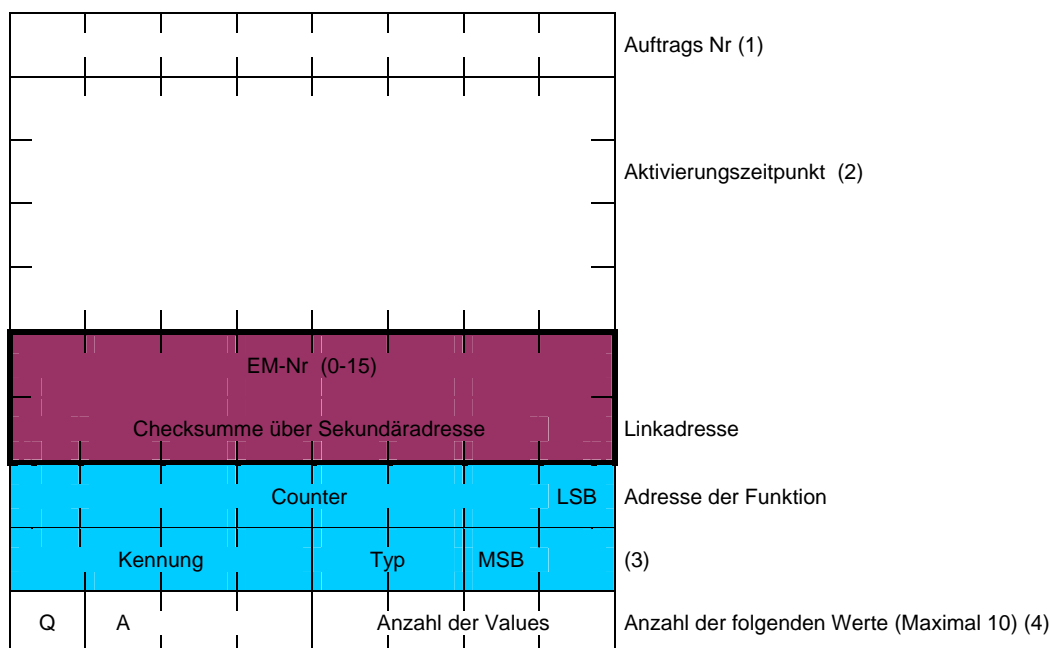 Auftrags Nr (1)
Aktivierungszeitpunkt (2)
EM-Nr (0-15)
Checksumme über Sekundäradresse Linkadresse
Counter LSB Adresse der Funktion
Kennung Typ MSB (3)
Q A Anzahl der Values Anzahl der folgenden Werte (Maximal 10) (4)